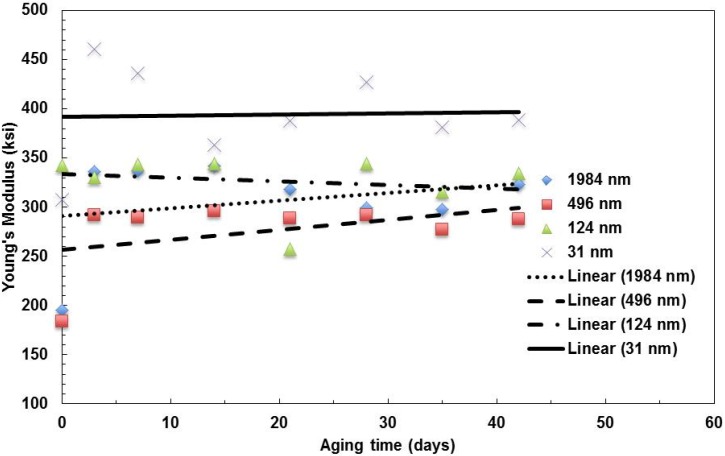 500
450
400
350
300
250
200
150
100
Young's Modulus (ksi)
1984 nm
496 nm
124 nm
31 nm
Linear (1984 nm)
Linear (496 nm)
Linear (124 nm)
Linear (31 nm)
0 10 20 30 40 50 60
Aging time (days)